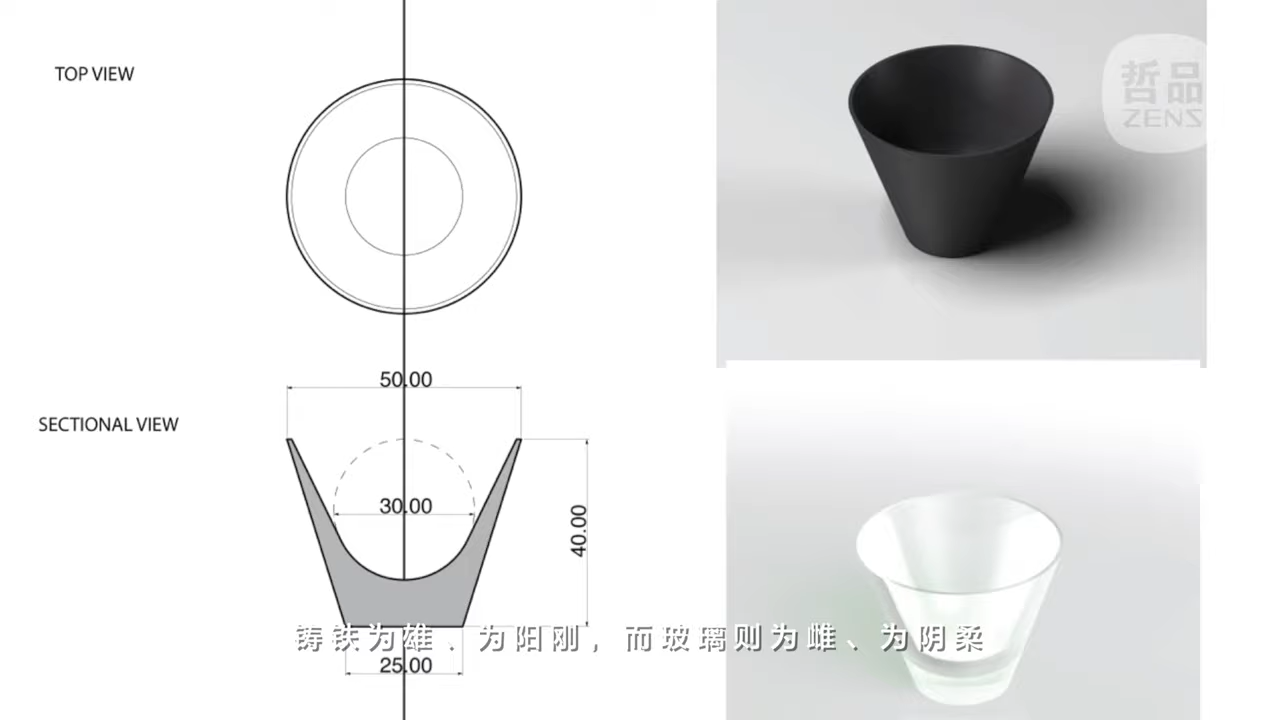 TOP VIEW
哲品
ZENS
50.00
SECTIONAL VIEW
30.00
40.00
铸铁为雄、为阳刚，而玻璃则为雌、为阴柔
25.00